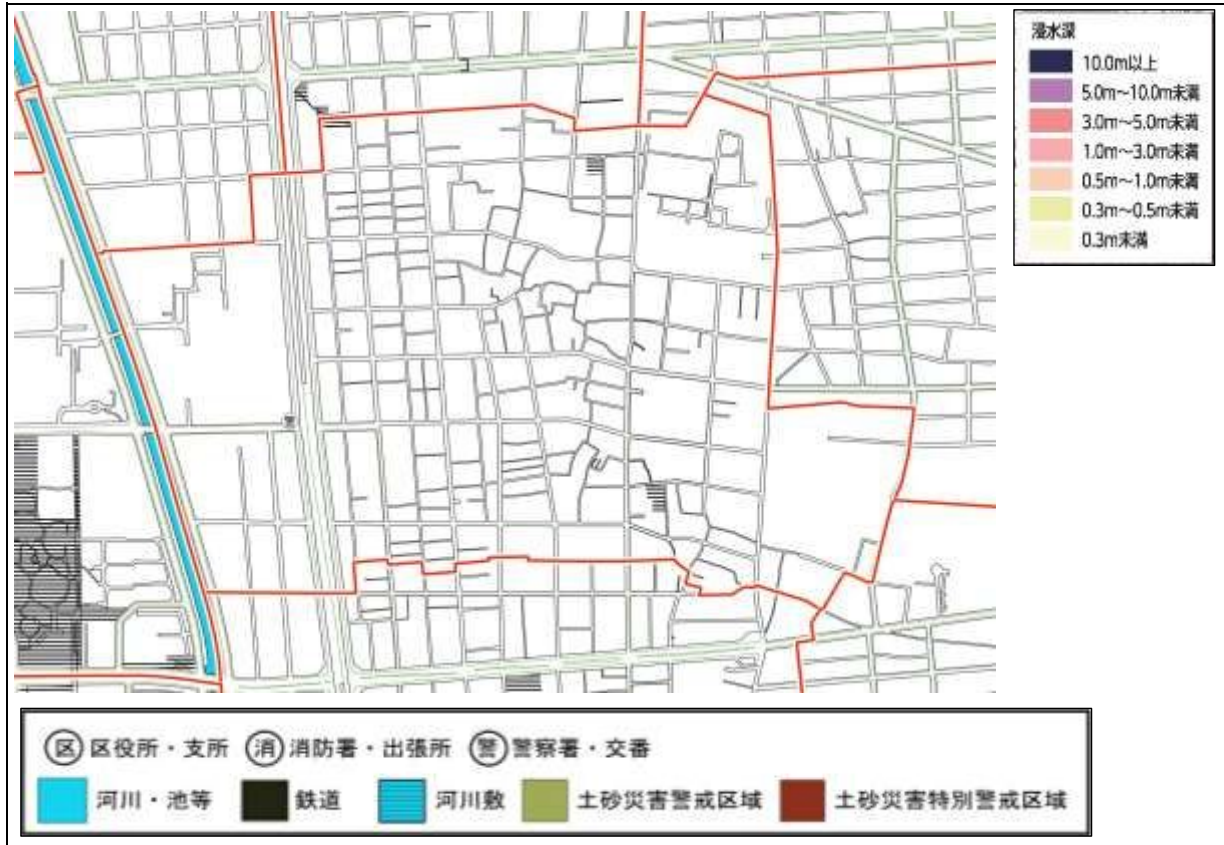 浸水深
10.0m以上
5.0m～10.0m未満
3.0m～5.0m未満
1.0m～3.0m未満
0.5m～1.0m未満
0.3m～0.5m未満
0.3m未満
区 区役所・支所 消 消防署・出張所 警 警察署・交番
河川・池等 鉄道 河川敷 土砂災害警戒区域 土砂災害特別警戒区域